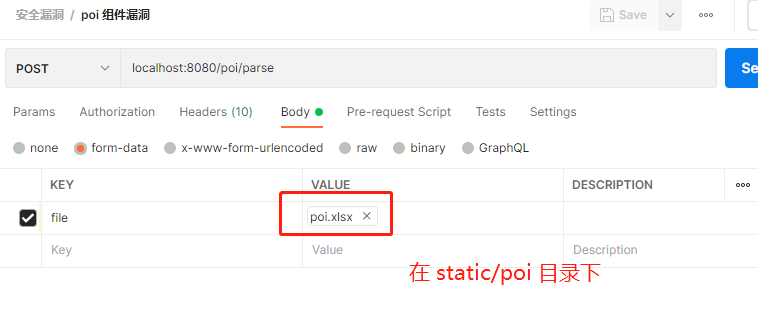 安全漏洞 / poi 组件漏洞
Save
POST localhost:8080/poi/parse
Params Authorization Headers (10) Body Pre-request Script Tests Settings
none form-data x-www-form-urlencoded raw binary GraphQL
KEY VALUE DESCRIPTION
file poi.xlsx
Key Value Description
在 static/poi 目录下